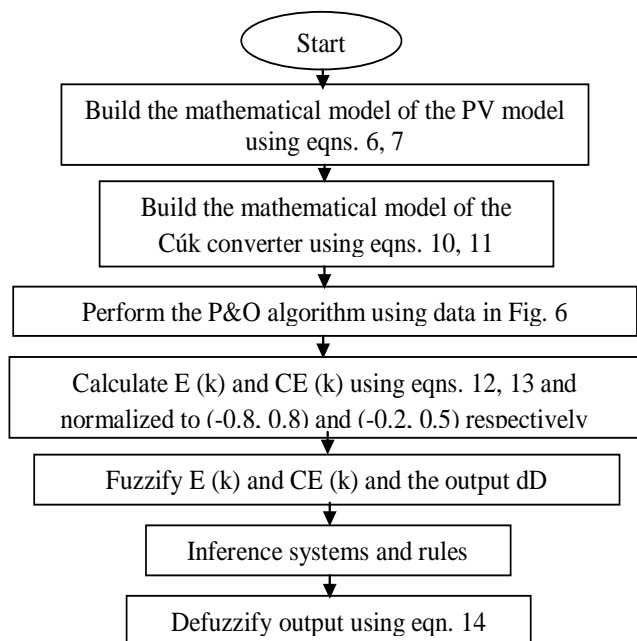 Start
Build the mathematical model of the PV model
using eqns. 6, 7
Build the mathematical model of the
Cúk converter using eqns. 10, 11
Perform the P&O algorithm using data in Fig. 6
Calculate E (k) and CE (k) using eqns. 12, 13 and
normalized to (-0.8, 0.8) and (-0.2, 0.5) respectively
Fuzzify E (k) and CE (k) and the output dD
Inference systems and rules
Defuzzify output using eqn. 14